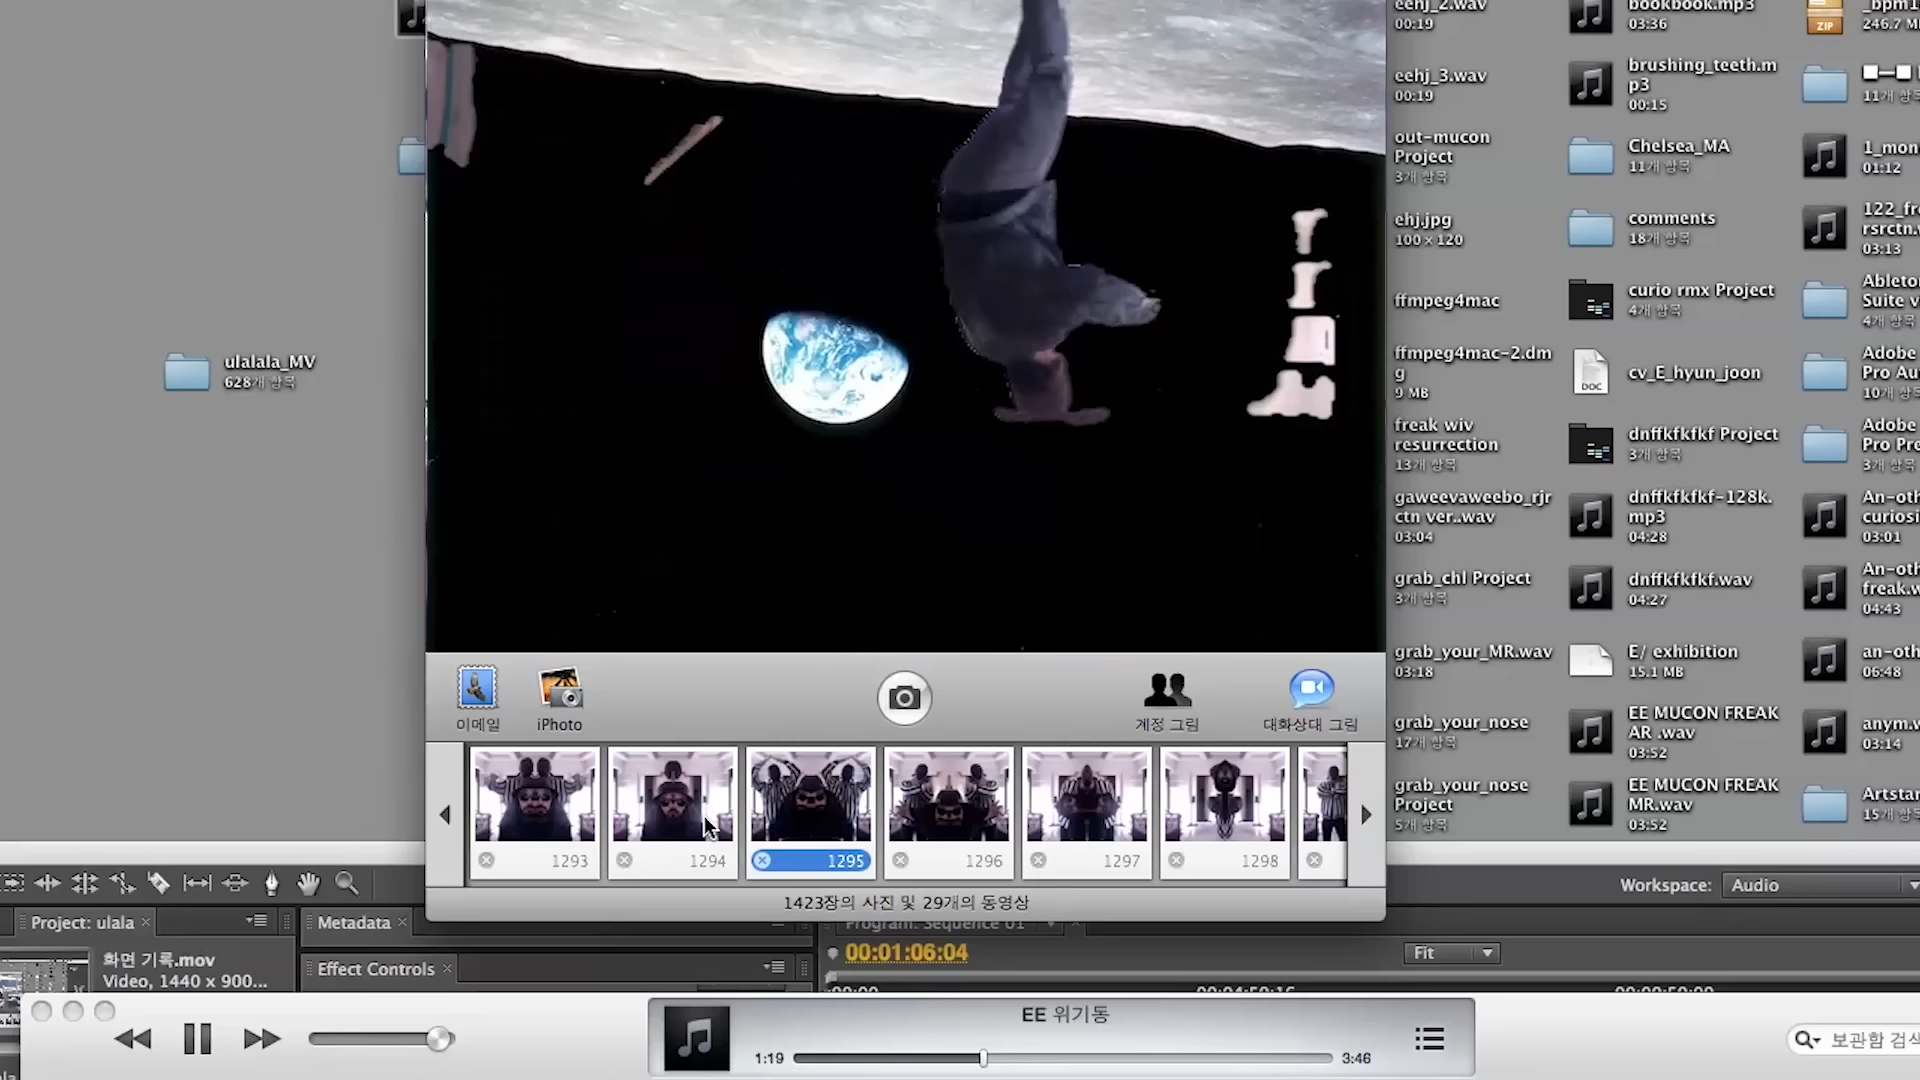 eehj_2.wav
00:19
eehj_3.wav
00:19
out-mucon
Project
3개 항목
ehj.jpg
100 × 120
ffmpeg4mac
ffmpeg4mac-2.dm
g
9 MB
freak wiv
resurrection
13개 항목
gaweevaweebo_rjr
ctn ver..wav
03:04
grab_chl Project
3개 항목
grab_your_MR.wav
03:18
grab_your_nose
17개 항목
grab_your_nose
Project
5개 항목
bookbook.mp3
03:36
brushing_teeth.m
p3
00:15
Chelsea_MA
11개 항목
comments
18개 항목
curio rmx Project
4개 항목
DOC
cv_E_hyun_joon
dnffkfkfkf Project
3개 항목
dnffkfkfkf-128k.
mp3
04:28
dnffkfkfkf.wav
04:27
E/ exhibition
15.1 MB
EE MUCON FREAK
AR .wav
03:52
EE MUCON FREAK
MR.wav
03:52
ZIP
_bpm1
246.7 M
11개 항
1_mon
01:12
122_fr
rsrctn.
03:13
Ableto
Suite v
4개 항
Adobe
Pro Au
10개 항
Adobe
Pro Pre
3개 항
An-oth
curiosi
03:01
An-oth
freak.w
04:43
an-oth
06:48
anym.w
03:14
Artstar
15개 항
ulalala_MV
628개 항목
이메일
iPhoto
계정 그림
대화상대 그림
1293
1294
1295
1296
1297
1298
1423장의 사진 및 29개의 동영상
Workspace: Audio
Project: ulala
Metadata
Program: Sequence 01
화면 기록.mov
Video, 1440 x 900...
Effect Controls
00:01:06:04
Fit
EE 위기동
1:19
3:46
보관함 검색